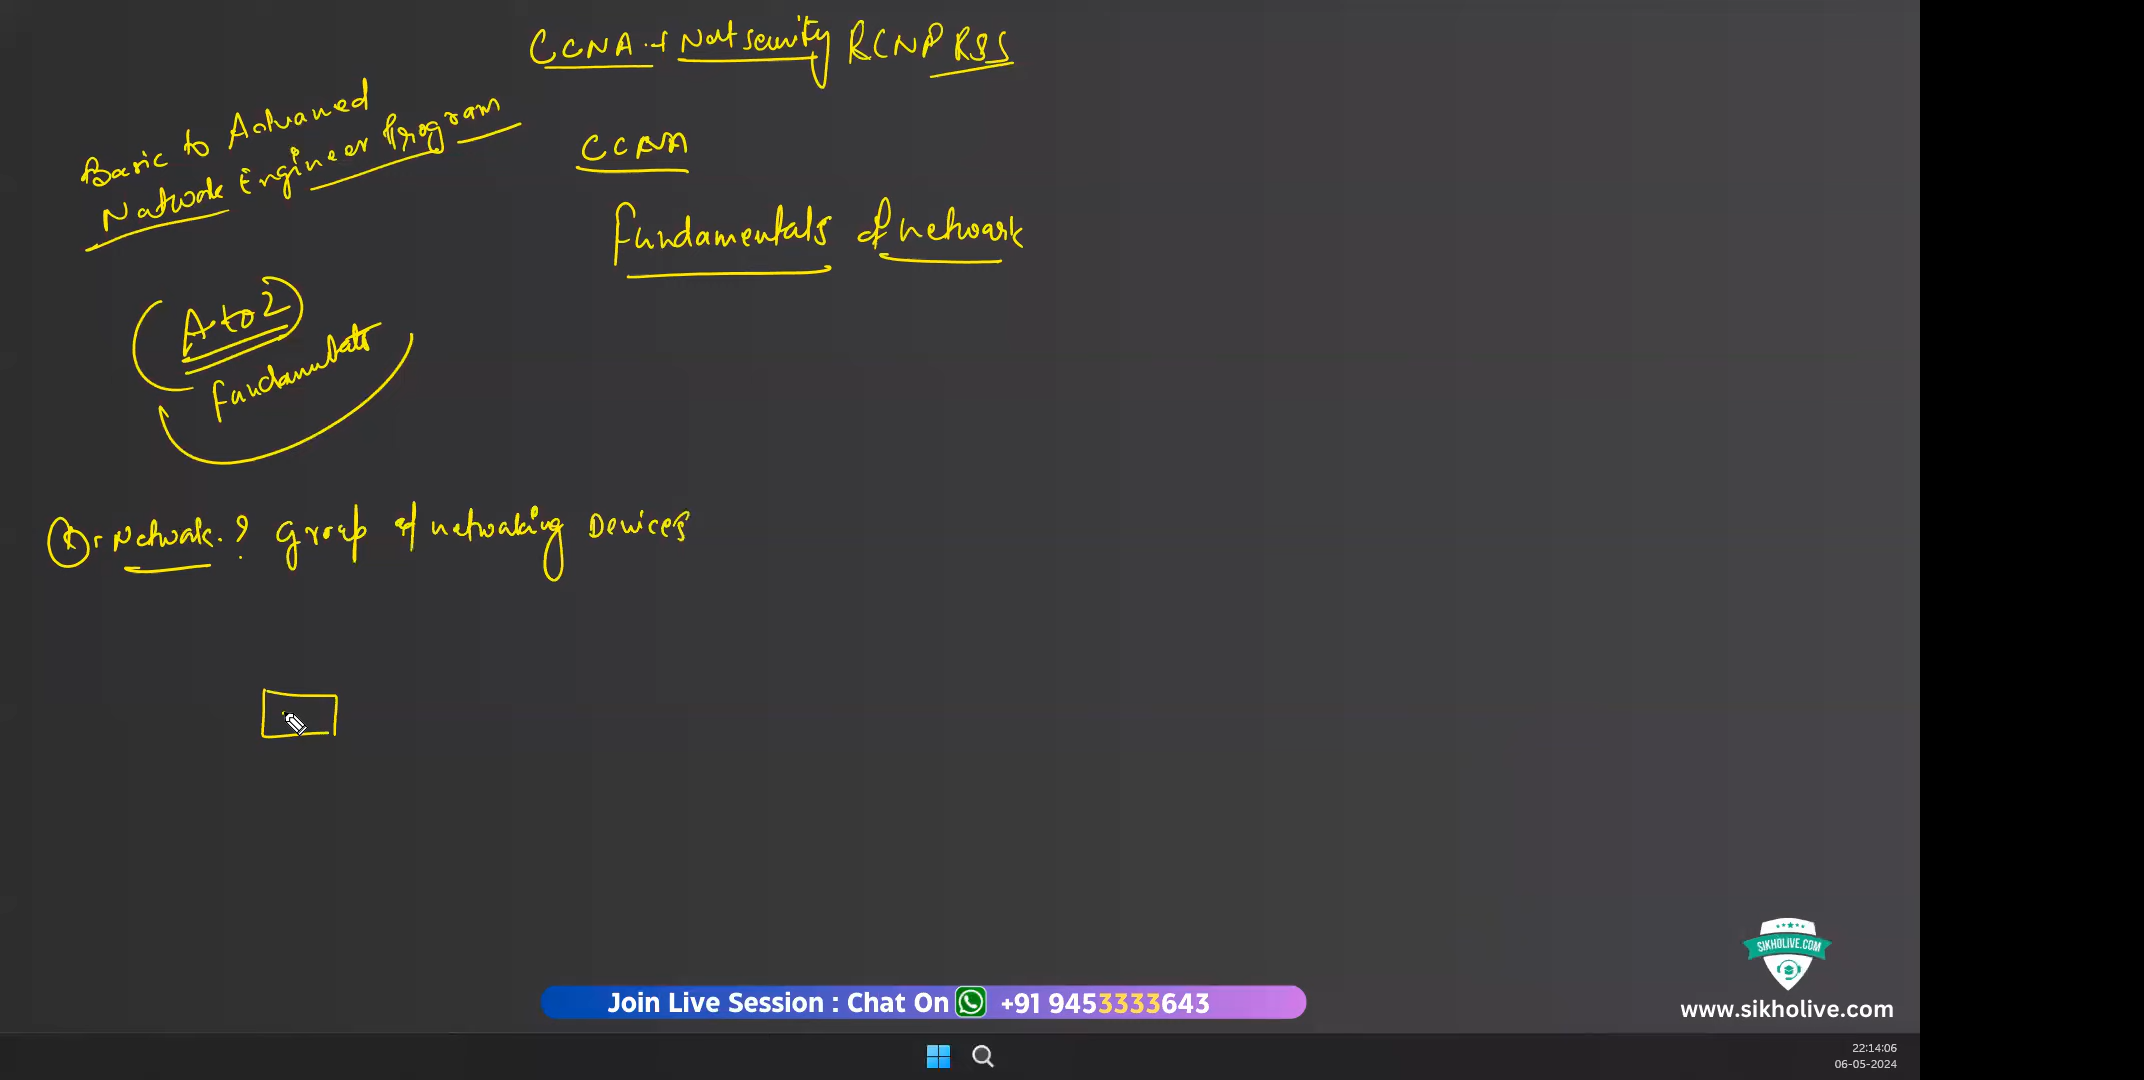 CCNA + Net security & CNP R&S
Basic to Advanced
Network Engineer Program
CCNA
Fundamentals of network
A to Z
Fundamentals
Network ? Group of networking Devices
SIKHOLIVE.COM
Join Live Session : Chat On +91 9453333643
www.sikholive.com
22:14:06
06-05-2024